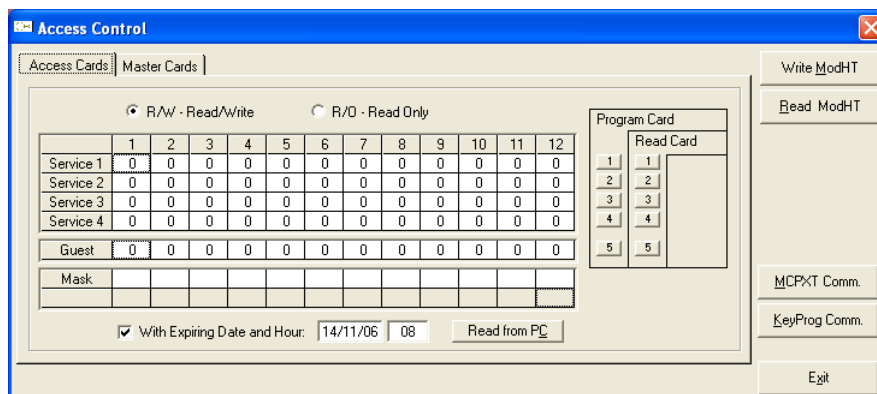 Access Control
Access Cards Master Cards
Write ModHT
Read ModHT
R/W - Read/Write R/O - Read Only
Program Card
Read Card
1 2 3 4 5 6 7 8 9 10 11 12
Service 1 0 0 0 0 0 0 0 0 0 0 0 0
Service 2 0 0 0 0 0 0 0 0 0 0 0 0
Service 3 0 0 0 0 0 0 0 0 0 0 0 0
Service 4 0 0 0 0 0 0 0 0 0 0 0 0
1 1
2 2
3 3
4 4
5 5
Guest 0 0 0 0 0 0 0 0 0 0 0 0
Mask
MCPXT Comm.
KeyProg Comm.
With Expiring Date and Hour: 14/11/06 08 Read from PC
Exit